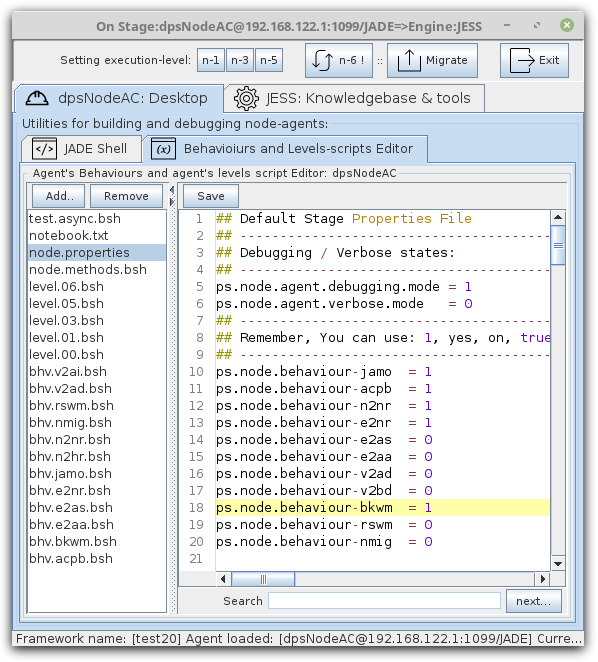 On Stage:dpsNodeAC@192.168.122.1:1099/JADE=>Engine:JESS
Setting execution-level: n-1 n-3 n-5 n-6 ! :: Migrate Exit
dpsNodeAC: Desktop JESS: Knowledgebase & tools
Utilities for building and debugging node-agents:
</> JADE Shell (x) Behavioiurs and Levels-scripts Editor
Agent's Behaviours and agent's levels script Editor: dpsNodeAC
Add.. Remove Save
test.async.bsh
notebook.txt
node.properties
node.methods.bsh
level.06.bsh
level.05.bsh
level.03.bsh
level.01.bsh
level.00.bsh
bhv.v2ai.bsh
bhv.v2ad.bsh
bhv.rswm.bsh
bhv.nmig.bsh
bhv.n2nr.bsh
bhv.n2hr.bsh
bhv.jamo.bsh
bhv.e2nr.bsh
bhv.e2as.bsh
bhv.e2aa.bsh
bhv.bkwm.bsh
bhv.acpb.bsh
1 ## Default Stage Properties File
2 ## -----------------------------------
3 ## Debugging / Verbose states:
4 ## -----------------------------------
5 ps.node.agent.debugging.mode = 1
6 ps.node.agent.verbose.mode   = 0
7 ## -----------------------------------
8 ## Remember, You can use: 1, yes, on, true
9 ## -----------------------------------
10 ps.node.behaviour-jamo  = 1
11 ps.node.behaviour-acpb  = 1
12 ps.node.behaviour-n2nr  = 1
13 ps.node.behaviour-e2nr  = 1
14 ps.node.behaviour-e2as  = 0
15 ps.node.behaviour-e2aa  = 0
16 ps.node.behaviour-v2ad  = 0
17 ps.node.behaviour-v2bd  = 0
18 ps.node.behaviour-bkwm  = 1
19 ps.node.behaviour-rswm  = 0
20 ps.node.behaviour-nmig  = 0
21
Search next...
Framework name: [test20] Agent loaded: [dpsNodeAC@192.168.122.1:1099/JADE] Curre...